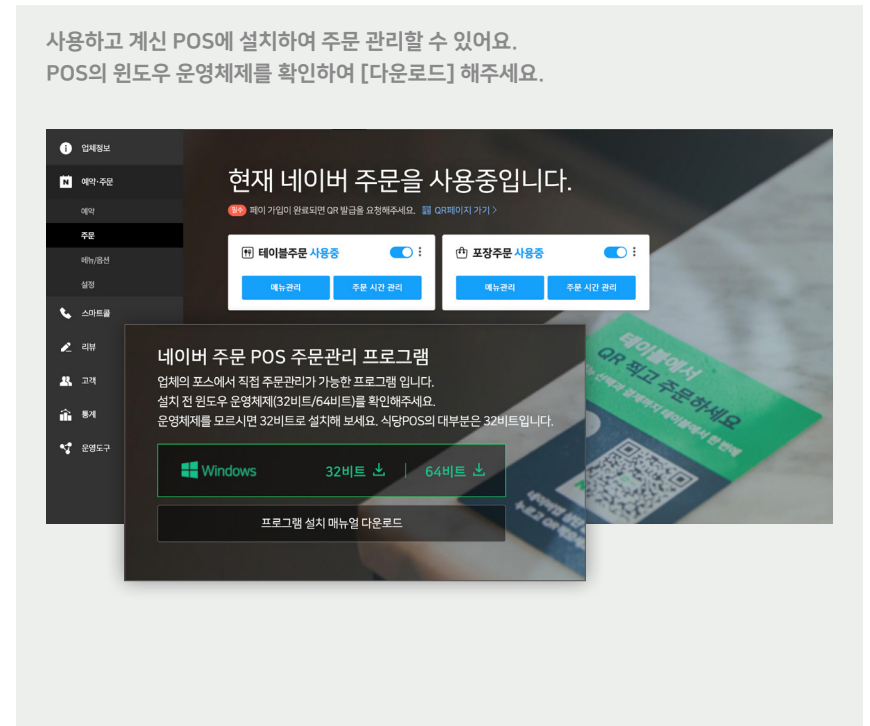 사용하고 계신 POS에 설치하여 주문 관리할 수 있어요.
POS의 윈도우 운영체제를 확인하여 [다운로드] 해주세요.
업체정보
예약·주문
예약
주문
메뉴/옵션
설정
스마트콜
리뷰
고객
통계
운영도구
현재 네이버 주문을 사용중입니다.
필수 페이 가입이 완료되면 QR 발급을 요청해주세요. QR페이지 가기 >
테이블주문 사용중
메뉴관리 주문 시간 관리
포장주문 사용중
메뉴관리 주문 시간 관리
네이버 주문 POS 주문관리 프로그램
업체의 포스에서 직접 주문관리가 가능한 프로그램 입니다.
설치 전 윈도우 운영체제(32비트/64비트)를 확인해주세요.
운영체제를 모르시면 32비트로 설치해 보세요. 식당POS의 대부분은 32비트입니다.
Windows 32비트 64비트
프로그램 설치 매뉴얼 다운로드
테이블에서
QR 찍고 주문하세요